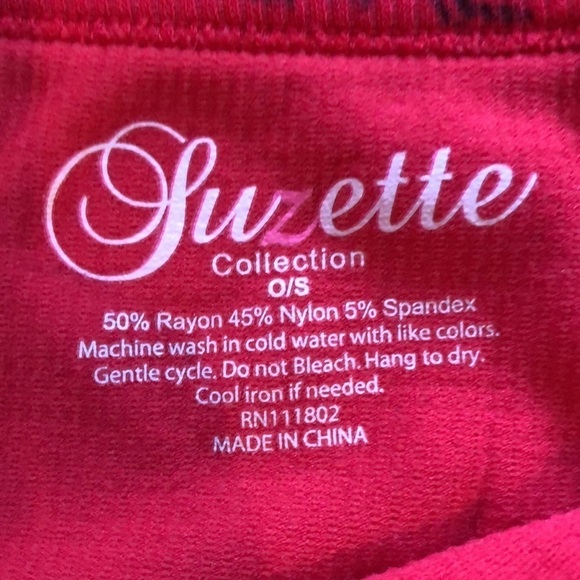 Suzette
Collection
O/S
50% Rayon 45% Nylon 5% Spandex
Machine wash in cold water with like colors.
Gentle cycle. Do not Bleach. Hang to dry.
Cool iron if needed.
RN111802
MADE IN CHINA